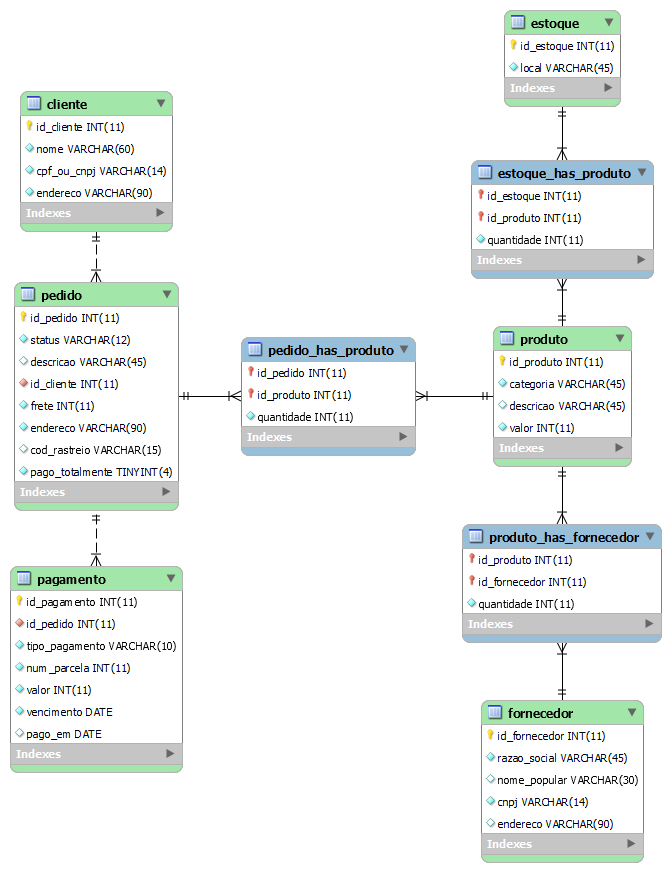 estoque
id_estoque INT(11)
local VARCHAR(45)
Indexes
cliente
id_cliente INT(11)
nome VARCHAR(60)
cpf_ou_cnpj VARCHAR(14)
endereco VARCHAR(90)
Indexes
estoque_has_produto
id_estoque INT(11)
id_produto INT(11)
quantidade INT(11)
Indexes
pedido
id_pedido INT(11)
status VARCHAR(12)
descricao VARCHAR(45)
id_cliente INT(11)
frete INT(11)
endereco VARCHAR(90)
cod_rastreio VARCHAR(15)
pago_totalmente TINYINT(4)
Indexes
pedido_has_produto
id_pedido INT(11)
id_produto INT(11)
quantidade INT(11)
Indexes
produto
id_produto INT(11)
categoria VARCHAR(45)
descricao VARCHAR(45)
valor INT(11)
Indexes
produto_has_fornecedor
id_produto INT(11)
id_fornecedor INT(11)
quantidade INT(11)
Indexes
pagamento
id_pagamento INT(11)
id_pedido INT(11)
tipo_pagamento VARCHAR(10)
num_parcela INT(11)
valor INT(11)
vencimento DATE
pago_em DATE
Indexes
fornecedor
id_fornecedor INT(11)
razao_social VARCHAR(45)
nome_popular VARCHAR(30)
cnpj VARCHAR(14)
endereco VARCHAR(90)
Indexes